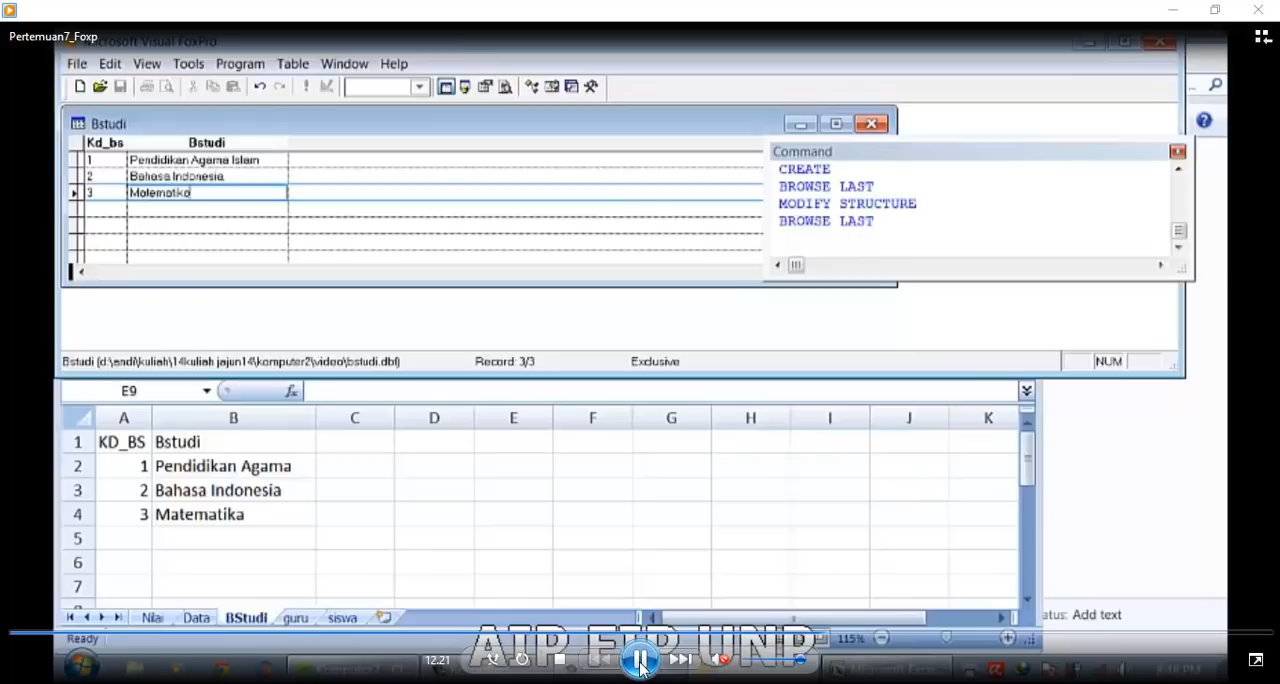 Pertemuan7_Foxp
Microsoft Visual FoxPro
File Edit View Tools Program Table Window Help
Bstudi
Kd_bs Bstudi
1 Pendidikan Agama Islam
2 Bahasa Indonesia
3 Matematika
Command
CREATE
BROWSE LAST
MODIFY STRUCTURE
BROWSE LAST
Bstudi (d:\andi\kuliah\14kuliah jajun14\komputer2\video\bstudi.dbf) Record: 3/3 Exclusive NUM
E9 fx
A B C D E F G H I J K
1 KD_BS Bstudi
2 1 Pendidikan Agama
3 2 Bahasa Indonesia
4 3 Matematika
5
6
7
Nilai Data BStudi guru siswa
atus: Add text
Ready 115%
AIP FIP UNP
12.21